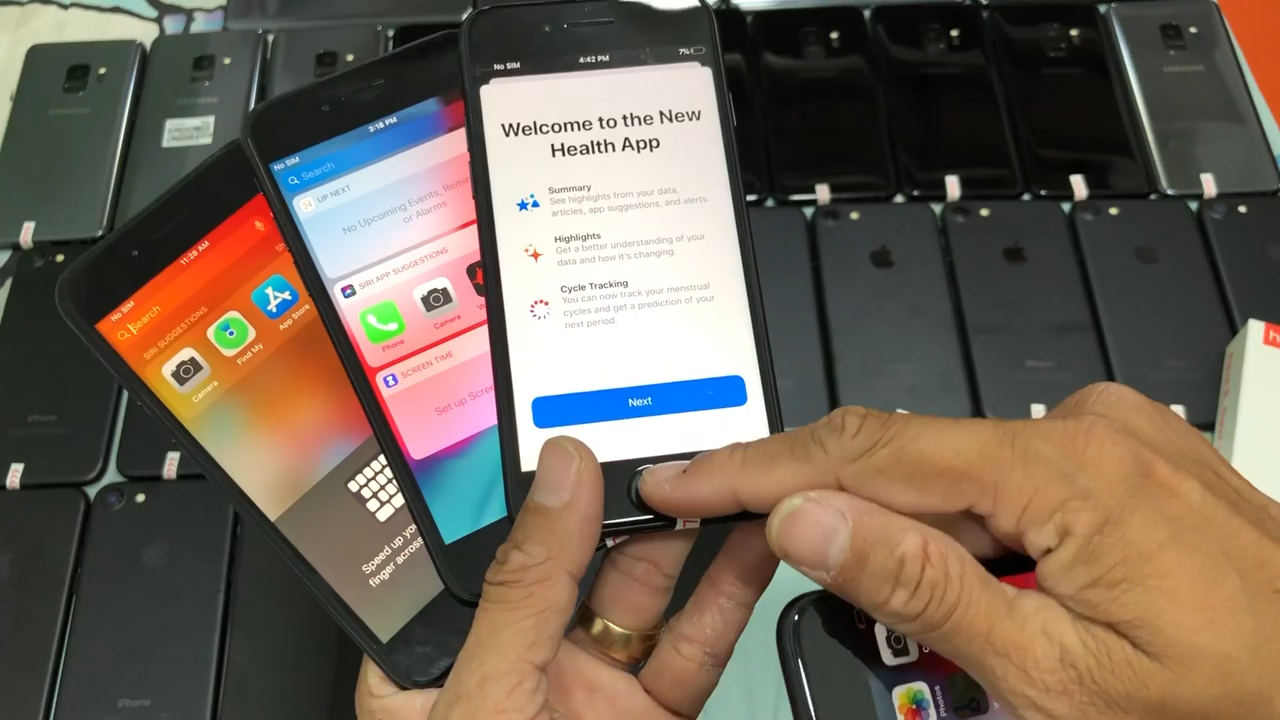 No SIM
4:42 PM
7%
Welcome to the New
Health App
Summary
See highlights from your data,
articles, app suggestions, and alerts.
Highlights
Get a better understanding of your
data and how it's changing.
Cycle Tracking
You can now track your menstrual
cycles and get a prediction of your
next period.
Next
No SIM
3:18 PM
Search
UP NEXT
No Upcoming Events, Remin
or Alarms
SIRI APP SUGGESTIONS
Phone
Camera
SCREEN TIME
Set up Scre
No SIM
11:28 AM
Search
SIRI SUGGESTIONS
Camera
Find My
App Store
Speed up yo
finger across
SAMSUNG
SAMSUNG
iPhone
iPhone
Photos